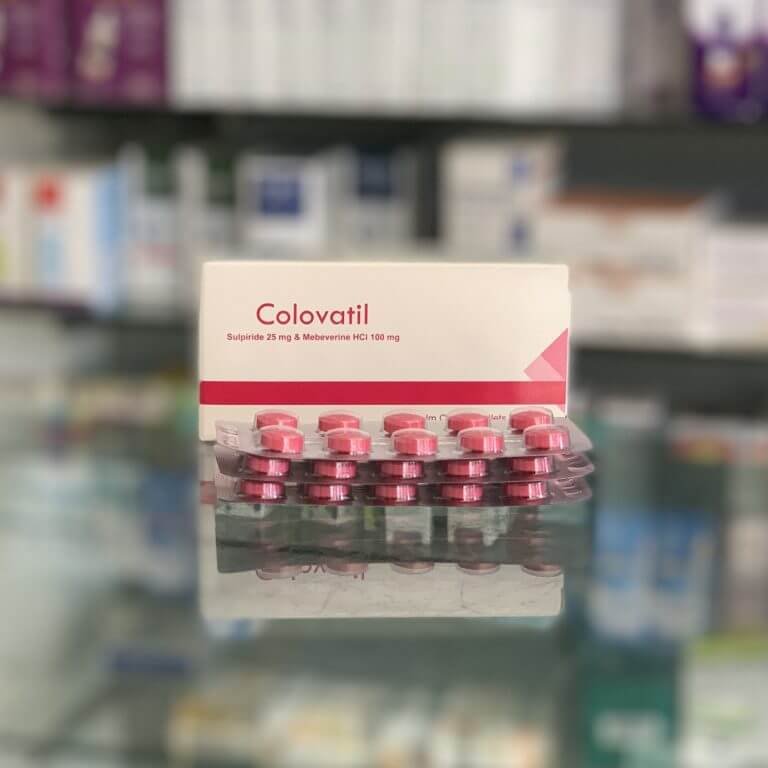 Colovatil
Sulpiride 25 mg & Mebeverine HCl 100 mg